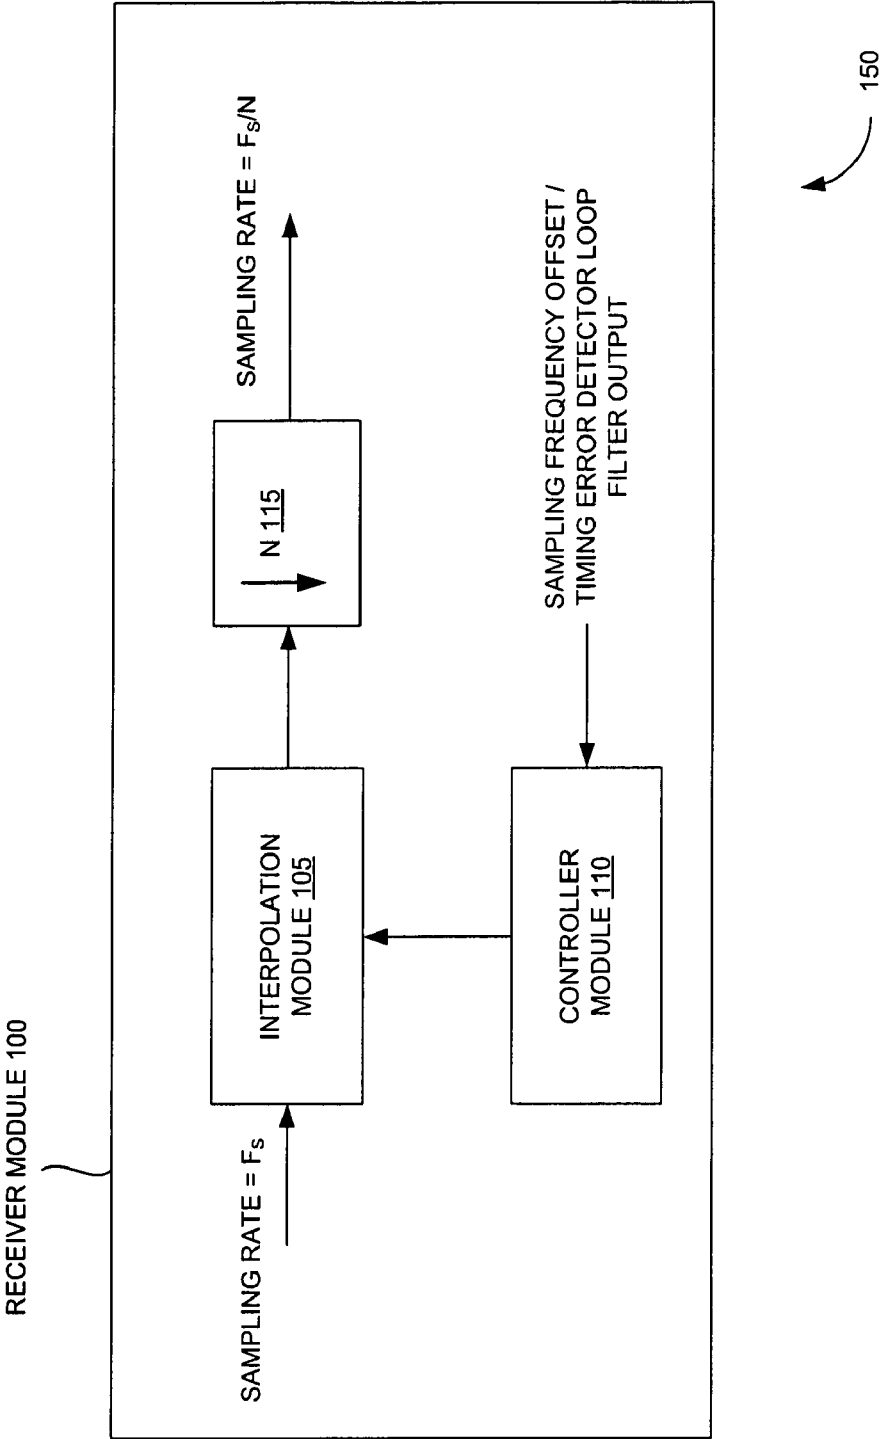 RECEIVER MODULE 100
SAMPLING RATE = FS
INTERPOLATION
MODULE 105
N 115
SAMPLING RATE = FS/N
CONTROLLER
MODULE 110
SAMPLING FREQUENCY OFFSET /
TIMING ERROR DETECTOR LOOP
FILTER OUTPUT
150